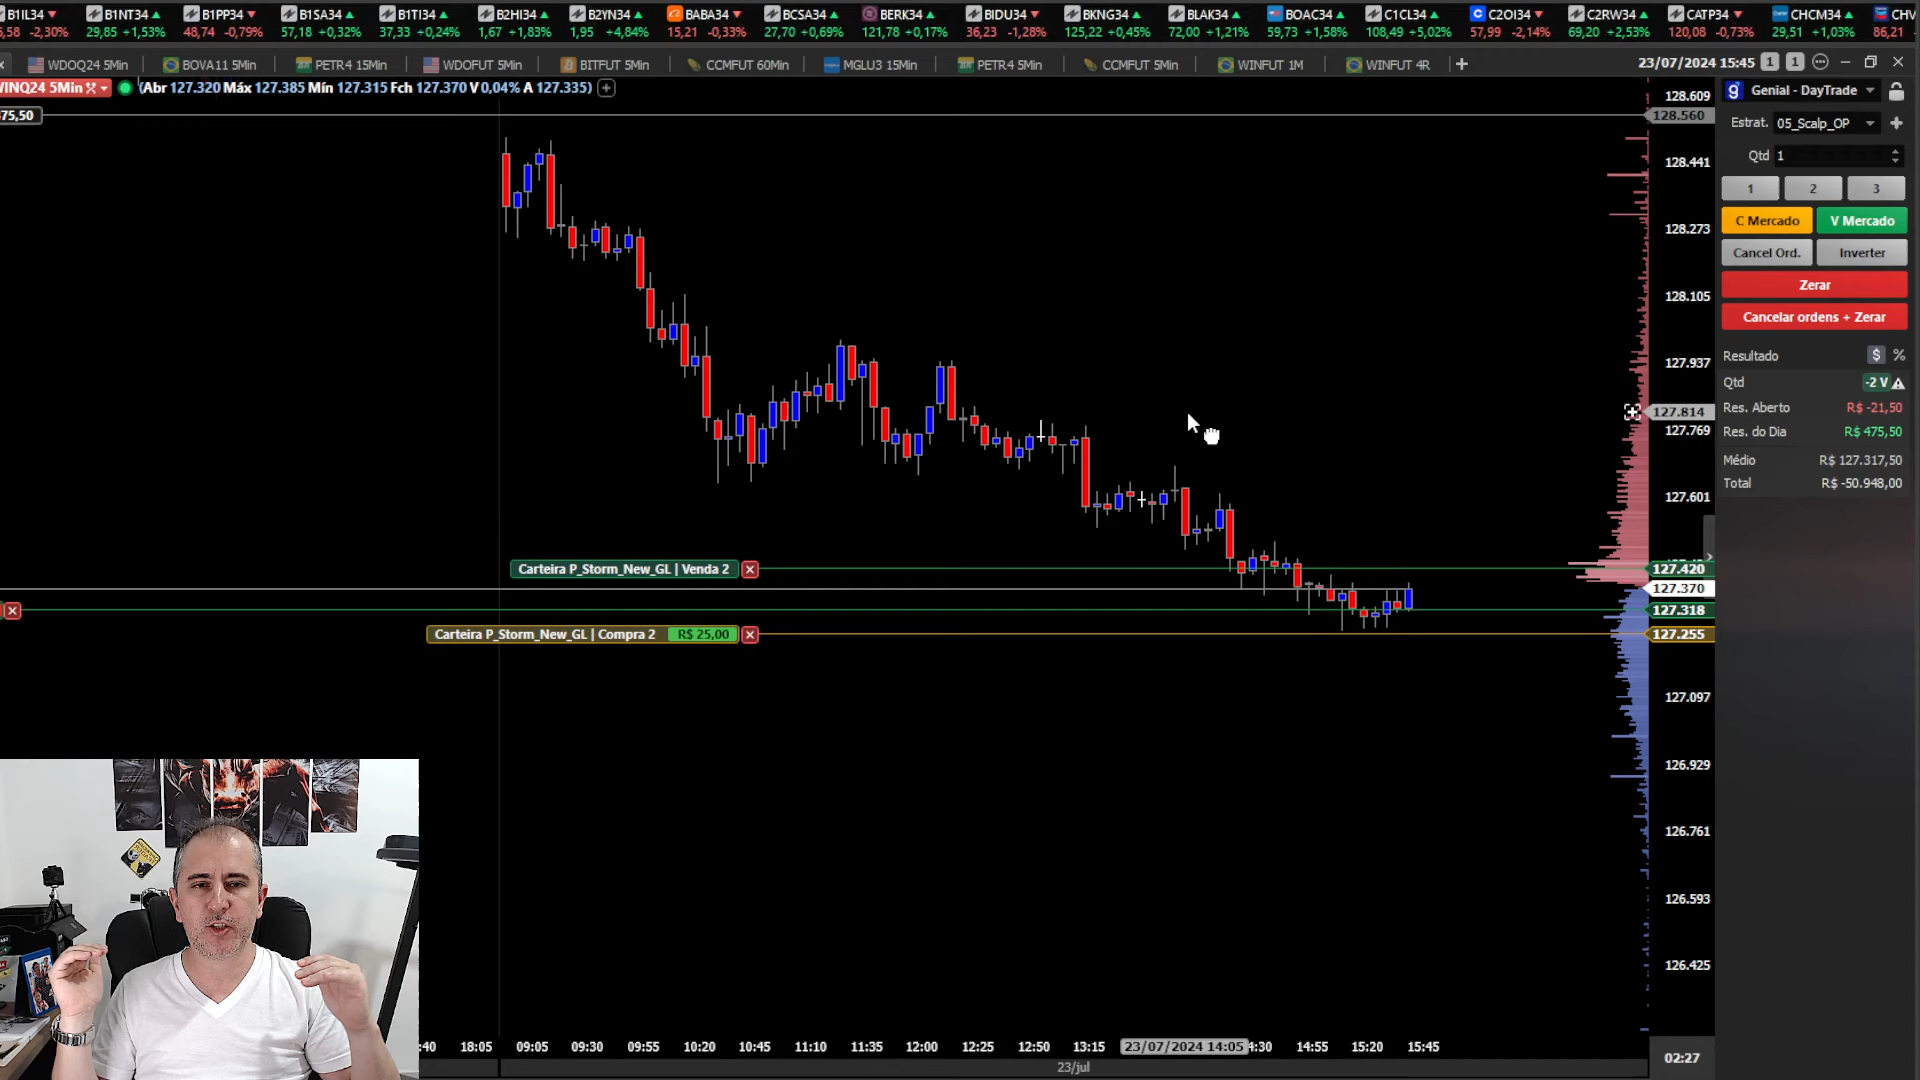 B1IL34 B1NT34 B1PP34 B1SA34 B1TI34 B2HI34 B2YN34 BABA34 BCSA34 BERK34 BIDU34 BKNG34 BLAK34 BOAC34 C1CL34 C2OI34 C2RW34 CATP34 CHCM34 CHV
-2,30% 29,85 +1,53% 48,74 -0,79% 57,18 +0,32% 37,33 +0,24% 1,67 +1,83% 1,95 +4,84% 15,21 -0,33% 27,70 +0,69% 121,78 +0,17% 36,23 -1,28% 125,22 +0,45% 72,00 +1,21% 59,73 +1,58% 108,49 +5,02% 57,99 -2,14% 69,20 +2,53% 120,08 -0,73% 29,51 +1,03% 86,21
WDOQ24 5Min BOVA11 5Min PETR4 15Min WDOFUT 5Min BITFUT 5Min CCMFUT 60Min MGLU3 15Min PETR4 5Min CCMFUT 5Min WINFUT 1M WINFUT 4R 23/07/2024 15:45 1 1
WINQ24 5Min (Abr 127.320 Máx 127.385 Mín 127.315 Fch 127.370 V 0,04% A 127.335)
75,50
128.609
128.560
128.441
128.273
128.105
127.937
127.814
127.769
127.601
127.420
127.370
127.318
127.255
127.097
126.929
126.761
126.593
126.425
Carteira P_Storm_New_GL | Venda 2
Carteira P_Storm_New_GL | Compra 2 R$ 25,00
Genial - DayTrade
Estrat. 05_Scalp_OP
Qtd 1
1 2 3
C Mercado V Mercado
Cancel Ord. Inverter
Zerar
Cancelar ordens + Zerar
Resultado $ %
Qtd -2 V
Res. Aberto R$ -21,50
Res. do Dia R$ 475,50
Médio R$ 127.317,50
Total R$ -50.948,00
:40 18:05 09:05 09:30 09:55 10:20 10:45 11:10 11:35 12:00 12:25 12:50 13:15 23/07/2024 14:05 4:30 14:55 15:20 15:45
23/jul
02:27